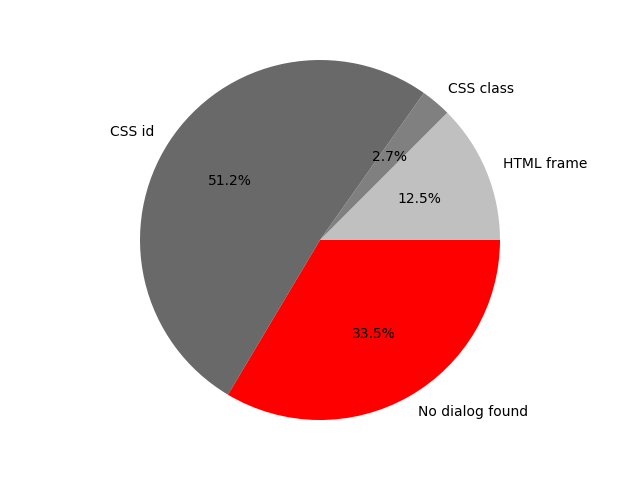 CSS class
CSS id
2.7%
HTML frame
51.2%
12.5%
33.5%
No dialog found